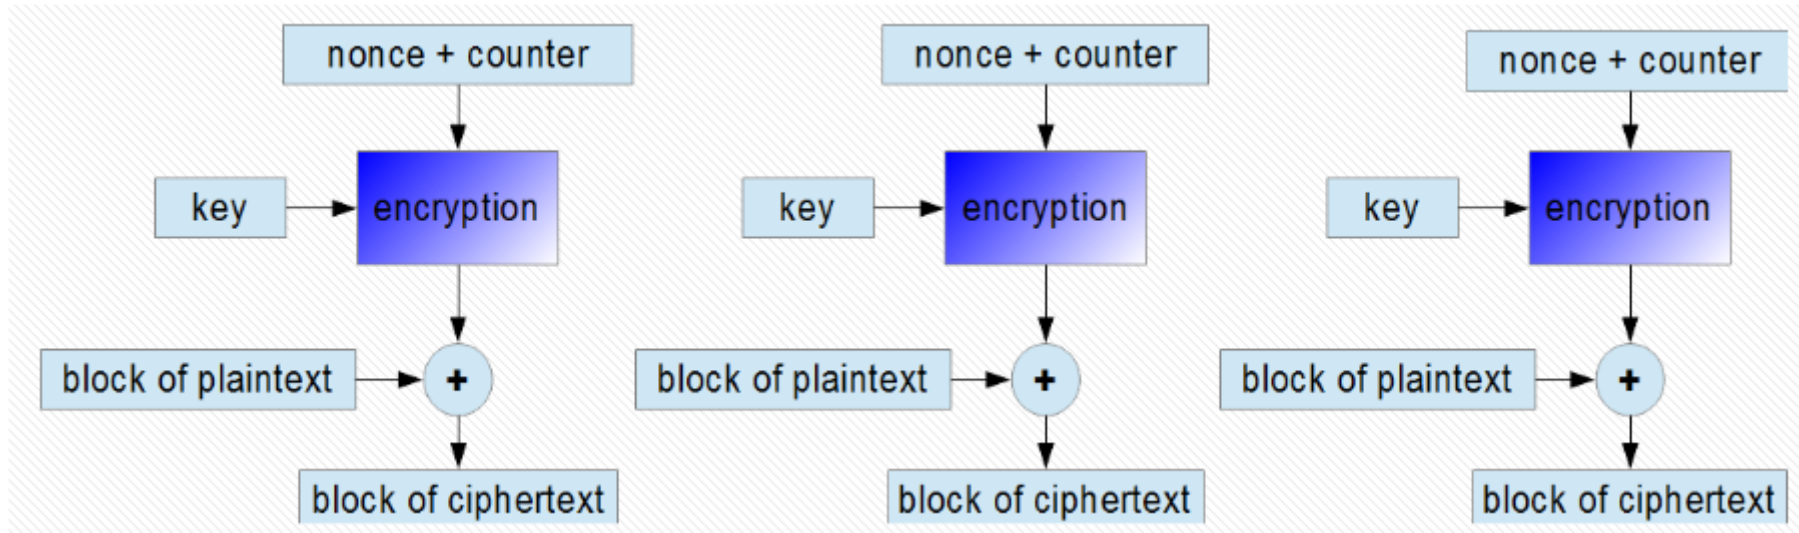 nonce + counter
nonce + counter
nonce + counter
key
encryption
key
encryption
key
encryption
block of plaintext
+
block of plaintext
+
block of plaintext
+
block of ciphertext
block of ciphertext
block of ciphertext